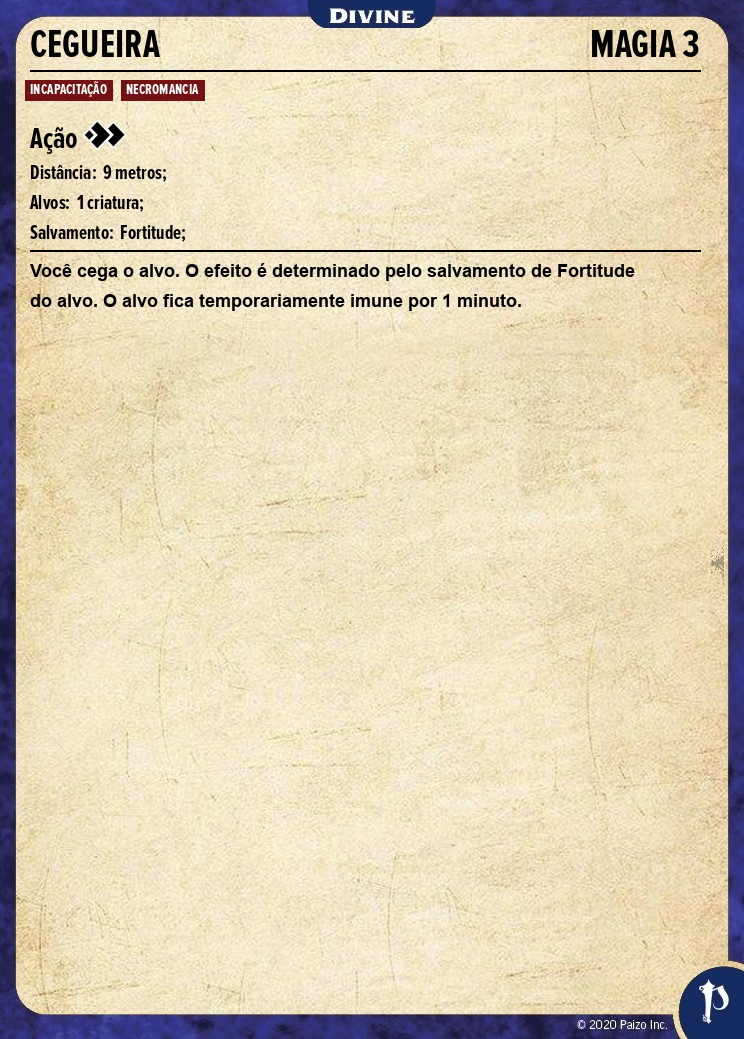 DIVINE
CEGUEIRA MAGIA 3
INCAPACITAÇÃO NECROMANCIA
Ação
Distância: 9 metros;
Alvos: 1 criatura;
Salvamento: Fortitude;
Você cega o alvo. O efeito é determinado pelo salvamento de Fortitude
do alvo. O alvo fica temporariamente imune por 1 minuto.
© 2020 Paizo Inc.
P